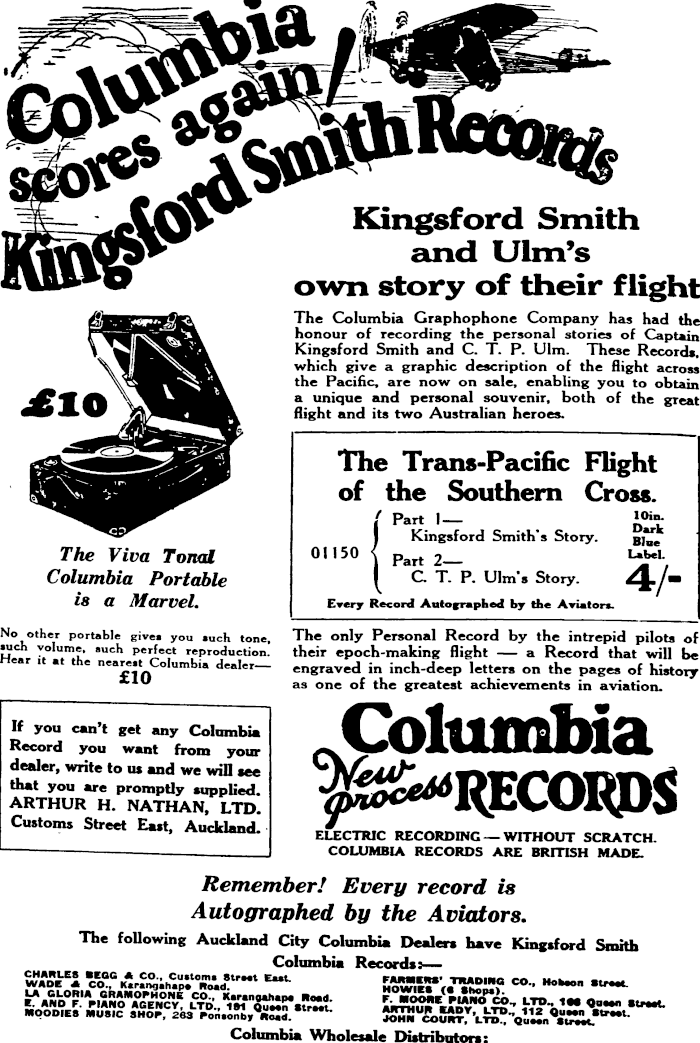 Columbia
scores again!
Kingsford Smith Records
Kingsford Smith
and Ulm's
own story of their flight
The Columbia Graphophone Company has had the
honour of recording the personal stories of Captain
Kingsford Smith and C. T. P. Ulm. These Records,
which give a graphic description of the flight across
the Pacific, are now on sale, enabling you to obtain
a unique and personal souvenir, both of the great
flight and its two Australian heroes.
£10
The Viva Tonal
Columbia Portable
is a Marvel.
No other portable gives you such tone,
such volume, such perfect reproduction.
Hear it at the nearest Columbia dealer—
£10
The Trans-Pacific Flight
of the Southern Cross.
01150
Part 1—
Kingsford Smith's Story.
Part 2—
C. T. P. Ulm's Story.
10in.
Dark
Blue
Label.
4/-
Every Record Autographed by the Aviators.
The only Personal Record by the intrepid pilots of
their epoch-making flight — a Record that will be
engraved in inch-deep letters on the pages of history
as one of the greatest achievements in aviation.
If you can't get any Columbia
Record you want from your
dealer, write to us and we will see
that you are promptly supplied.
ARTHUR H. NATHAN, LTD.
Customs Street East, Auckland.
Columbia
New
process RECORDS
ELECTRIC RECORDING — WITHOUT SCRATCH.
COLUMBIA RECORDS ARE BRITISH MADE.
Remember! Every record is
Autographed by the Aviators.
The following Auckland City Columbia Dealers have Kingsford Smith
Columbia Records:—
CHARLES BEGG & CO., Customs Street East.
WADE & CO., Karangahape Road.
LA GLORIA GRAMOPHONE CO., Karangahape Road.
E. AND F. PIANO AGENCY, LTD., 191 Queen Street.
MOODIES MUSIC SHOP, 263 Ponsonby Road.
FARMERS' TRADING CO., Hobson Street.
HOWIES (6 Shops).
F. MOORE PIANO CO., LTD., 106 Queen Street.
ARTHUR EADY, LTD., 112 Queen Street.
JOHN COURT, LTD., Queen Street.
Columbia Wholesale Distributors: